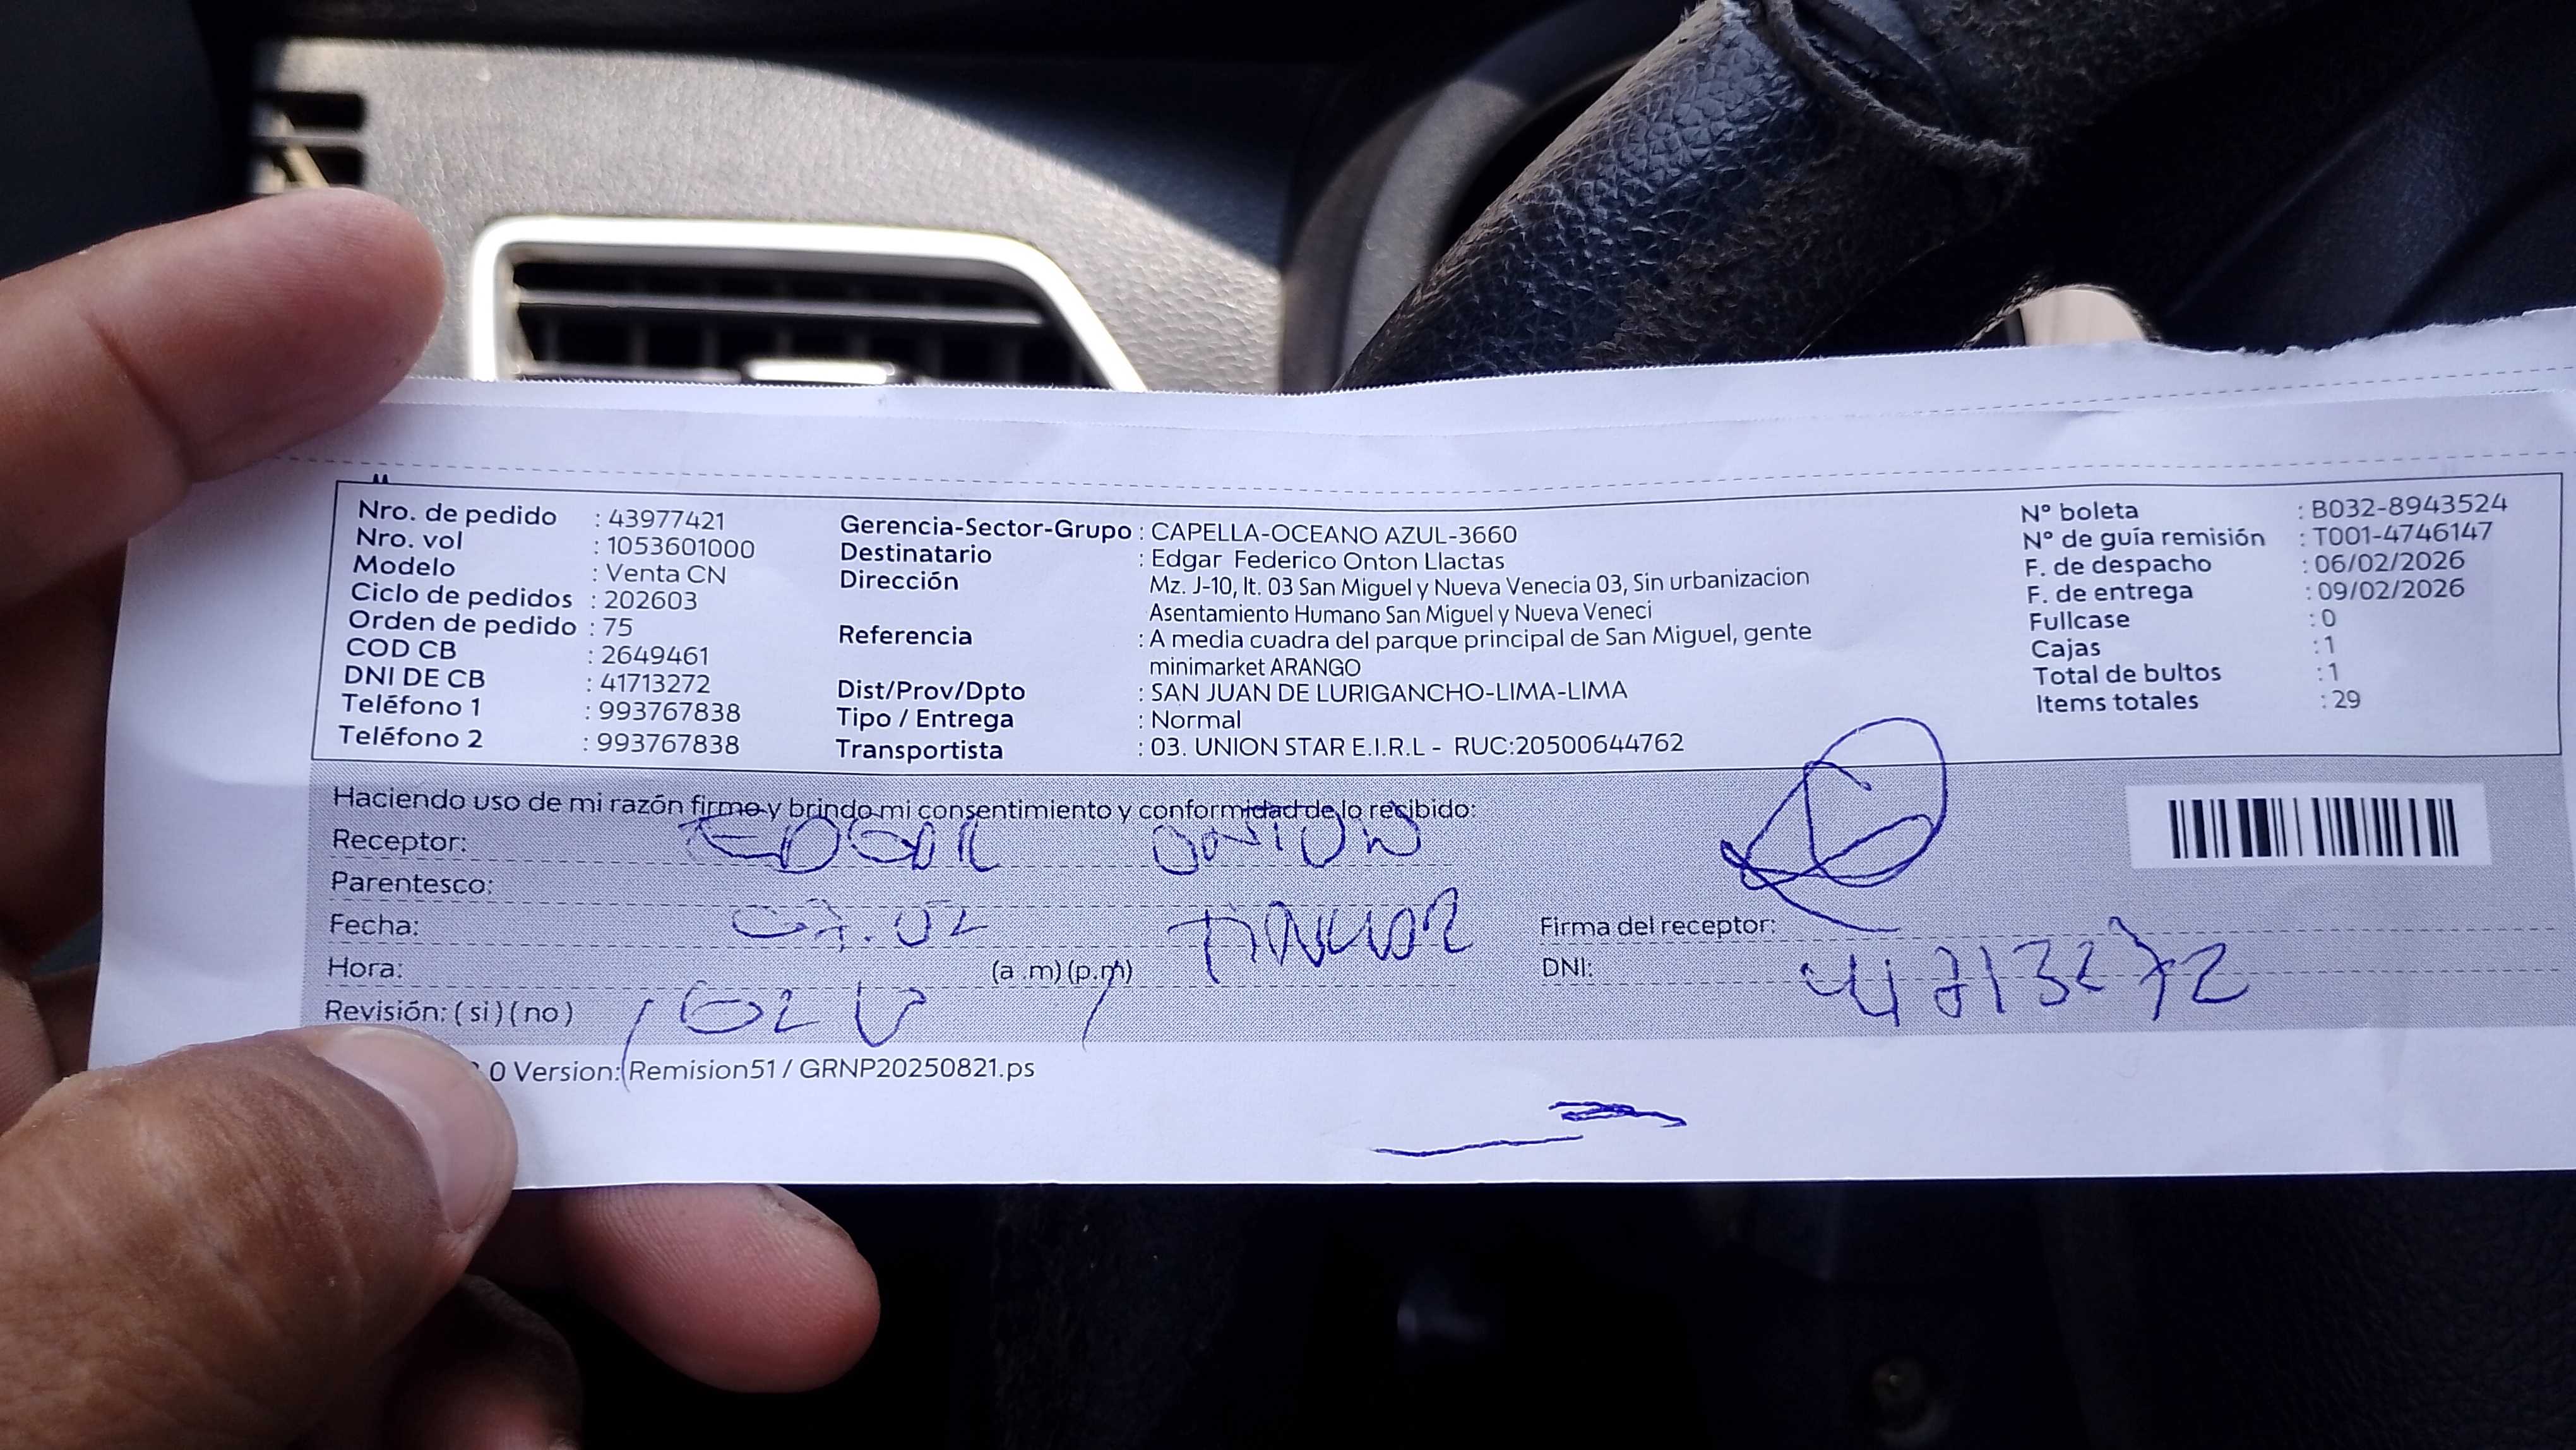 Nro. de pedido : 43977421
Nro. vol : 1053601000
Modelo : Venta CN
Ciclo de pedidos : 202603
Orden de pedido : 75
COD CB : 2649461
DNI DE CB : 41713272
Teléfono 1 : 993767838
Teléfono 2 : 993767838
Gerencia-Sector-Grupo : CAPELLA-OCEANO AZUL-3660
Destinatario : Edgar Federico Onton Llactas
Dirección Mz. J-10, lt. 03 San Miguel y Nueva Venecia 03, Sin urbanizacion
Asentamiento Humano San Miguel y Nueva Veneci
Referencia : A media cuadra del parque principal de San Miguel, gente
minimarket ARANGO
Dist/Prov/Dpto : SAN JUAN DE LURIGANCHO-LIMA-LIMA
Tipo / Entrega : Normal
Transportista : 03. UNION STAR E.I.R.L - RUC:20500644762
N° boleta : B032-8943524
N° de guía remisión : T001-4746147
F. de despacho : 06/02/2026
F. de entrega : 09/02/2026
Fullcase : 0
Cajas : 1
Total de bultos : 1
Items totales : 29
Haciendo uso de mi razón firmo y brindo mi consentimiento y conformidad de lo recibido:
Receptor: EDGAR ONTON
Parentesco: TITULAR
Fecha: 07.02
Hora: (a .m) (p.m)
Revisión: ( si ) ( no )
Firma del receptor:
DNI: 41713272
0 Version: Remision51 / GRNP20250821.ps